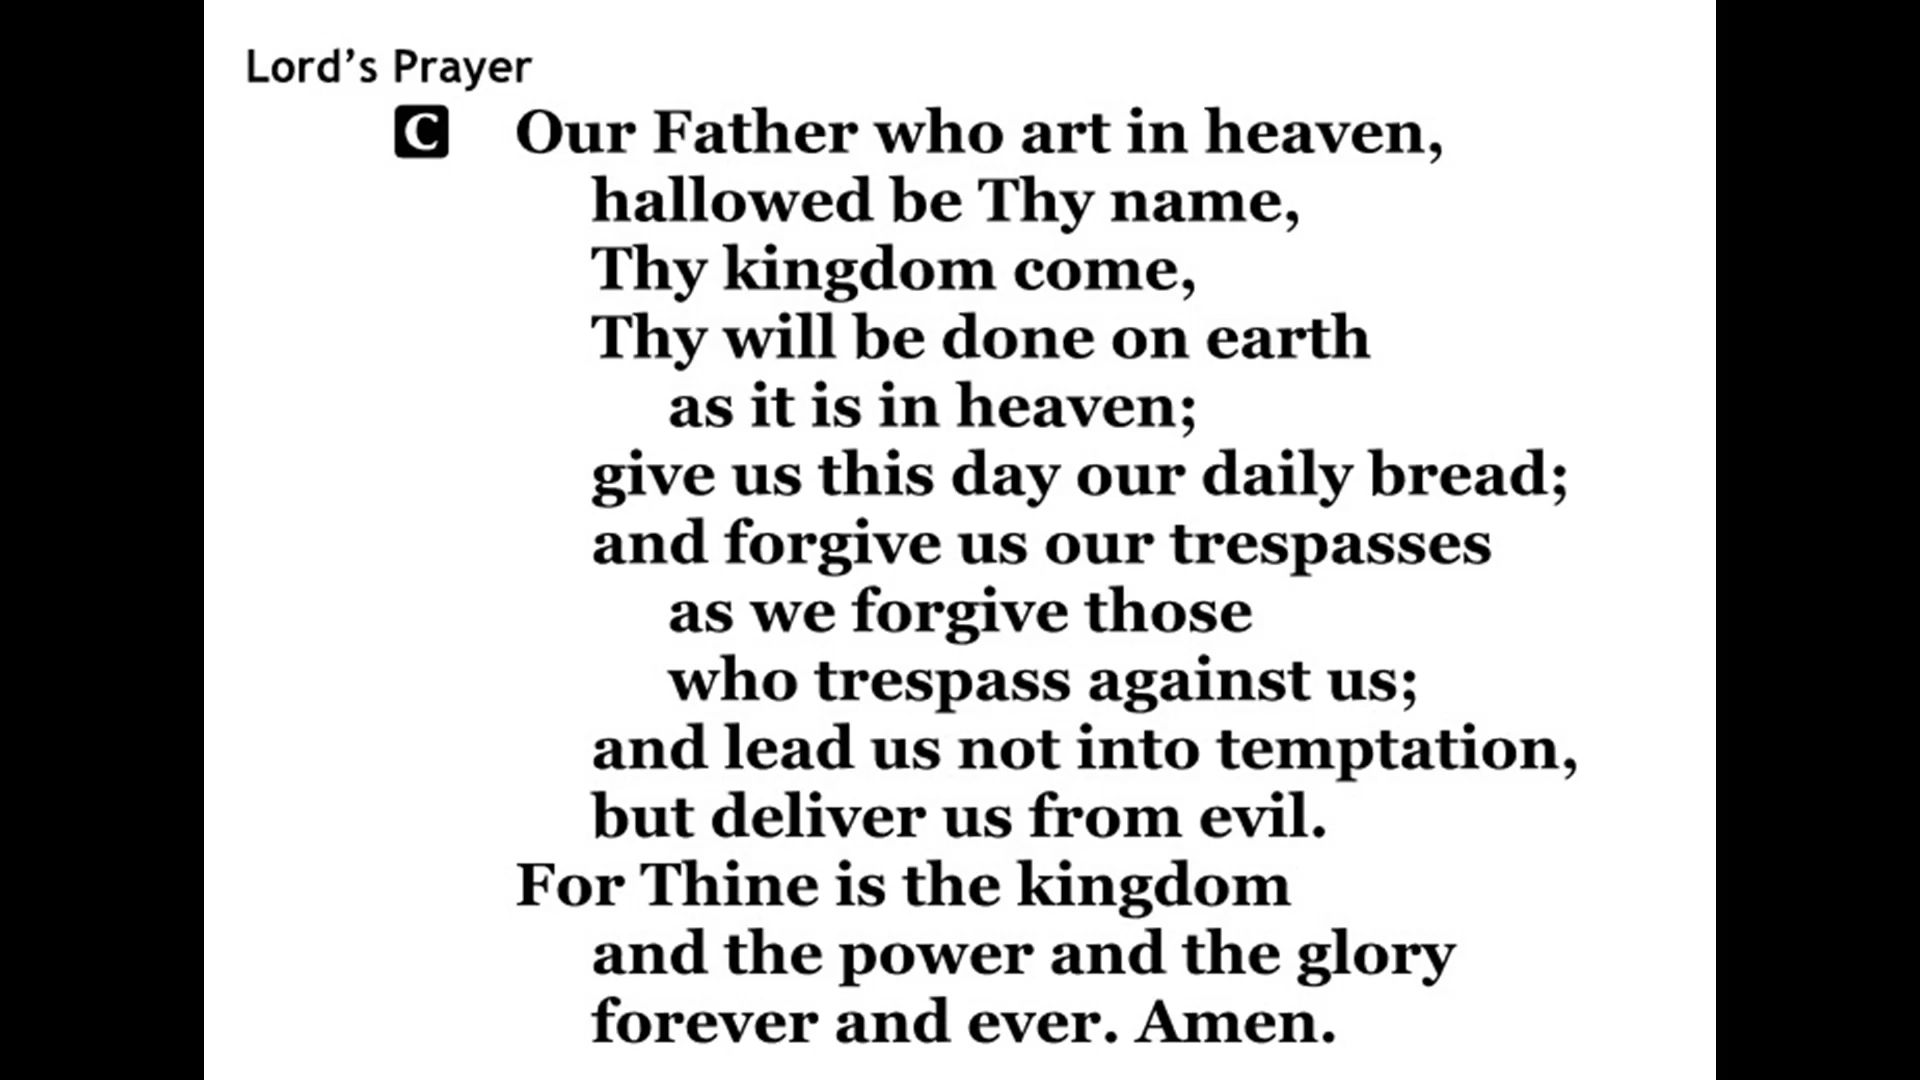 Lord’s Prayer
C Our Father who art in heaven,
hallowed be Thy name,
Thy kingdom come,
Thy will be done on earth
as it is in heaven;
give us this day our daily bread;
and forgive us our trespasses
as we forgive those
who trespass against us;
and lead us not into temptation,
but deliver us from evil.
For Thine is the kingdom
and the power and the glory
forever and ever. Amen.